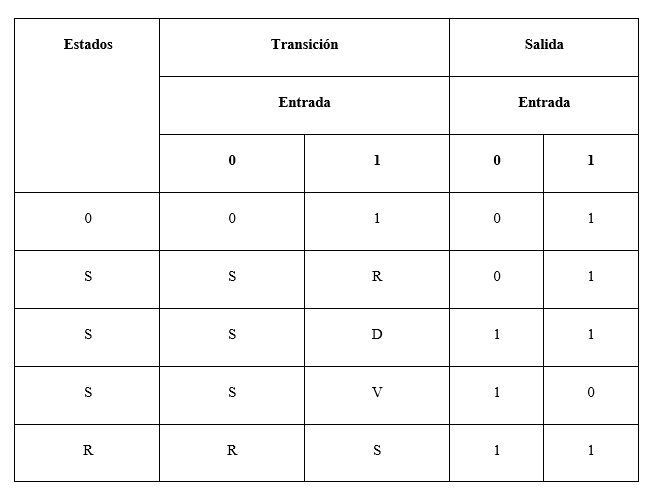 Estados Transición Salida
Entrada Entrada
0 1 0 1
0 0 1 0 1
S S R 0 1
S S D 1 1
S S V 1 0
R R S 1 1